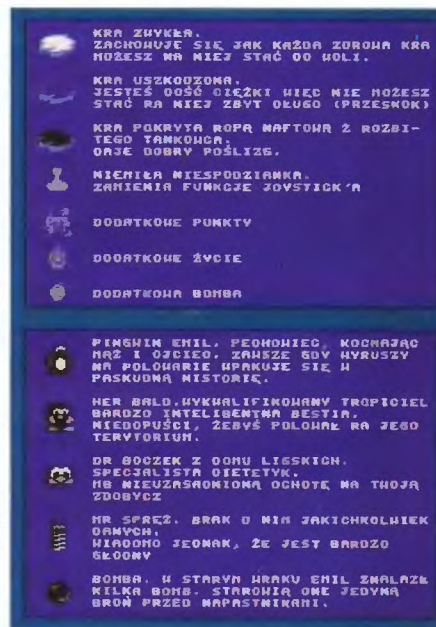 KRA ZWYKŁA.
ZACHOWUJE SIĘ JAK KAŻDA ZDROWA KRA
MOŻESZ NA NIEJ STAĆ DO WOLI.
KRA USZKODZONA.
JESTEŚ DOŚĆ CIĘŻKI WIĘC NIE MOŻESZ
STAĆ NA NIEJ ZBYT DŁUGO (PRZESKOK)
KRA POKRYTA ROPĄ NAFTOWĄ Z ROZBI-
TEGO TANKOWCA.
DAJE DOBRY POŚLIZG.
NIEMIŁA NIESPODZIANKA.
ZAMIENIA FUNKCJE JOYSTICK'A
DODATKOWE PUNKTY
DODATKOWE ŻYCIE
DODATKOWA BOMBA
PINGWIN EMIL. PECHOWIEC, KOCHAJĄC
MĄŻ I OJCIEC. ZAWSZE GDY WYRUSZY
NA POLOWANIE WPAKUJE SIĘ W
PASKUDNĄ HISTORIĘ.
HER BALD.WYKWALIFIKOWANY TROPICIEL
BARDZO INTELIGENTNA BESTIA.
NIEDOPUŚCI, ŻEBYŚ POLOWAŁ NA JEGO
TERYTORIUM.
DR BOCZEK Z DOMU LISSKICH.
SPECJALISTA DIETETYK.
MA NIEUZASADNIONĄ OCHOTĘ NA TWOJĄ
ZDOBYCZ
MR SPRĘŻ. BRAK O NIM JAKICHKOLWIEK
DANYCH.
WIADOMO JEDNAK, ŻE JEST BARDZO
GŁODNY
BOMBA. W STARYM WRAKU EMIL ZNALAZŁ
KILKA BOMB. STANOWIĄ ONE JEDYNĄ
BROŃ PRZED NAPASTNIKAMI.